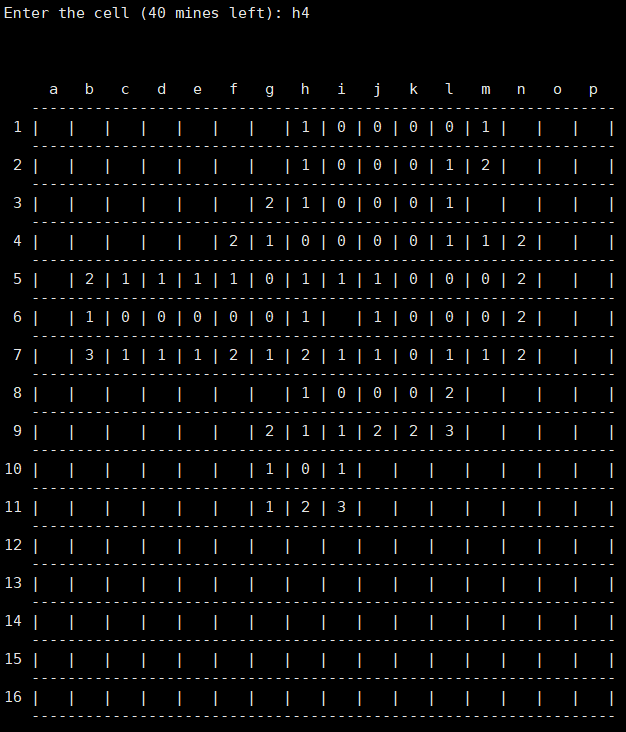 Enter the cell (40 mines left): h4
     a   b   c   d   e   f   g   h   i   j   k   l   m   n   o   p
   -----------------------------------------------------------------
 1 |   |   |   |   |   |   |   | 1 | 0 | 0 | 0 | 0 | 1 |   |   |   |
   -----------------------------------------------------------------
 2 |   |   |   |   |   |   |   | 1 | 0 | 0 | 0 | 1 | 2 |   |   |   |
   -----------------------------------------------------------------
 3 |   |   |   |   |   |   | 2 | 1 | 0 | 0 | 0 | 1 |   |   |   |   |
   -----------------------------------------------------------------
 4 |   |   |   |   |   | 2 | 1 | 0 | 0 | 0 | 0 | 1 | 1 | 2 |   |   |
   -----------------------------------------------------------------
 5 |   | 2 | 1 | 1 | 1 | 1 | 0 | 1 | 1 | 1 | 0 | 0 | 0 | 2 |   |   |
   -----------------------------------------------------------------
 6 |   | 1 | 0 | 0 | 0 | 0 | 0 | 1 |   | 1 | 0 | 0 | 0 | 2 |   |   |
   -----------------------------------------------------------------
 7 |   | 3 | 1 | 1 | 1 | 2 | 1 | 2 | 1 | 1 | 0 | 1 | 1 | 2 |   |   |
   -----------------------------------------------------------------
 8 |   |   |   |   |   |   |   | 1 | 0 | 0 | 0 | 2 |   |   |   |   |
   -----------------------------------------------------------------
 9 |   |   |   |   |   |   | 2 | 1 | 1 | 2 | 2 | 3 |   |   |   |   |
   -----------------------------------------------------------------
10 |   |   |   |   |   |   | 1 | 0 | 1 |   |   |   |   |   |   |   |
   -----------------------------------------------------------------
11 |   |   |   |   |   |   | 1 | 2 | 3 |   |   |   |   |   |   |   |
   -----------------------------------------------------------------
12 |   |   |   |   |   |   |   |   |   |   |   |   |   |   |   |   |
   -----------------------------------------------------------------
13 |   |   |   |   |   |   |   |   |   |   |   |   |   |   |   |   |
   -----------------------------------------------------------------
14 |   |   |   |   |   |   |   |   |   |   |   |   |   |   |   |   |
   -----------------------------------------------------------------
15 |   |   |   |   |   |   |   |   |   |   |   |   |   |   |   |   |
   -----------------------------------------------------------------
16 |   |   |   |   |   |   |   |   |   |   |   |   |   |   |   |   |
   -----------------------------------------------------------------